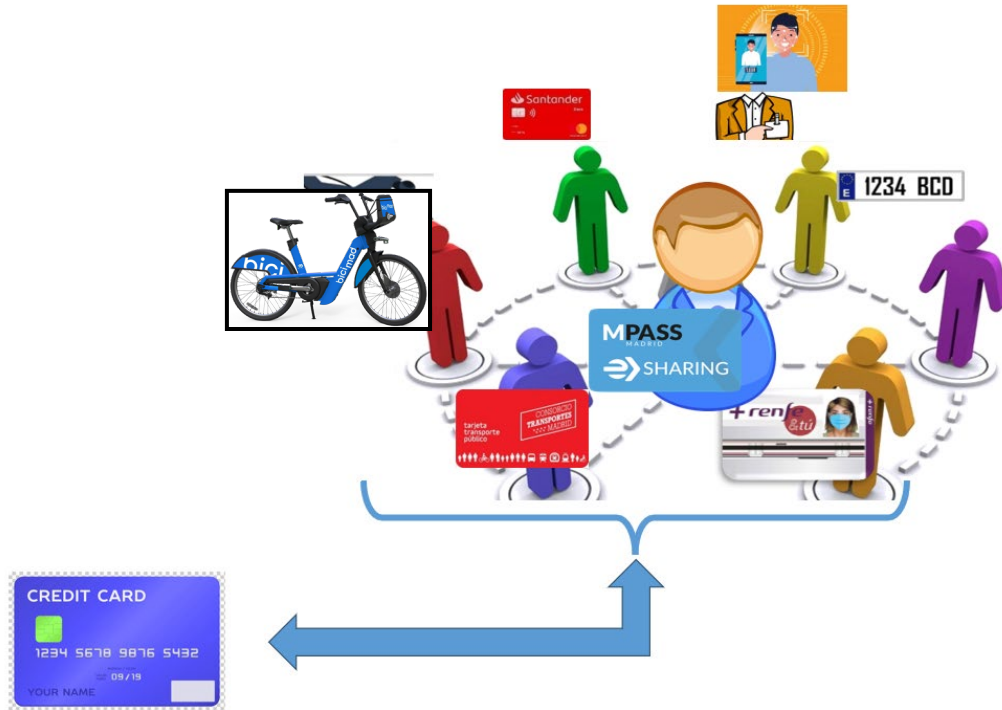 Santander
1234 BCD
E
bici
bicimad
MPASS
MADRID
SHARING
tarjeta
transporte
público
CONSORCIO
TRANSPORTES
MADRID
+ renfe
&tú
+ renfe
CREDIT CARD
1234 5678 9876 5432
09/19
YOUR NAME